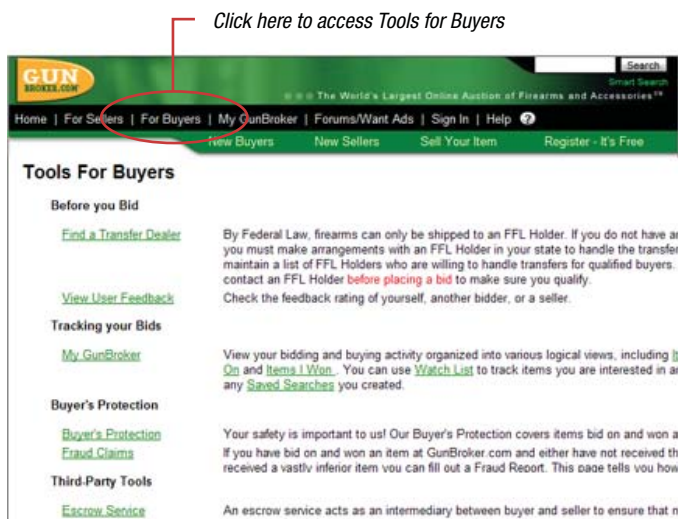 Click here to access Tools for Buyers
GUN
BROKER.COM
Search
Smart Search
The World's Largest Online Auction of Firearms and Accessories
Home | For Sellers | For Buyers | My GunBroker | Forums/Want Ads | Sign In | Help ?
New Buyers New Sellers Sell Your Item Register - It's Free
Tools For Buyers
Before you Bid
Find a Transfer Dealer By Federal Law, firearms can only be shipped to an FFL Holder. If you do not have an
you must make arrangements with an FFL Holder in your state to handle the transfer
maintain a list of FFL Holders who are willing to handle transfers for qualified buyers.
contact an FFL Holder before placing a bid to make sure you qualify.
View User Feedback Check the feedback rating of yourself, another bidder, or a seller.
Tracking your Bids
My GunBroker View your bidding and buying activity organized into various logical views, including
On and Items I Won . You can use Watch List to track items you are interested in
any Saved Searches you created.
Buyer's Protection
Buyer's Protection Your safety is important to us! Our Buyer's Protection covers items bid on and won
Fraud Claims If you have bid on and won an item at GunBroker.com and either have not received
received a vastly inferior item you can fill out a Fraud Report. This page tells you how
Third-Party Tools
Escrow Service An escrow service acts as an intermediary between buyer and seller to ensure that